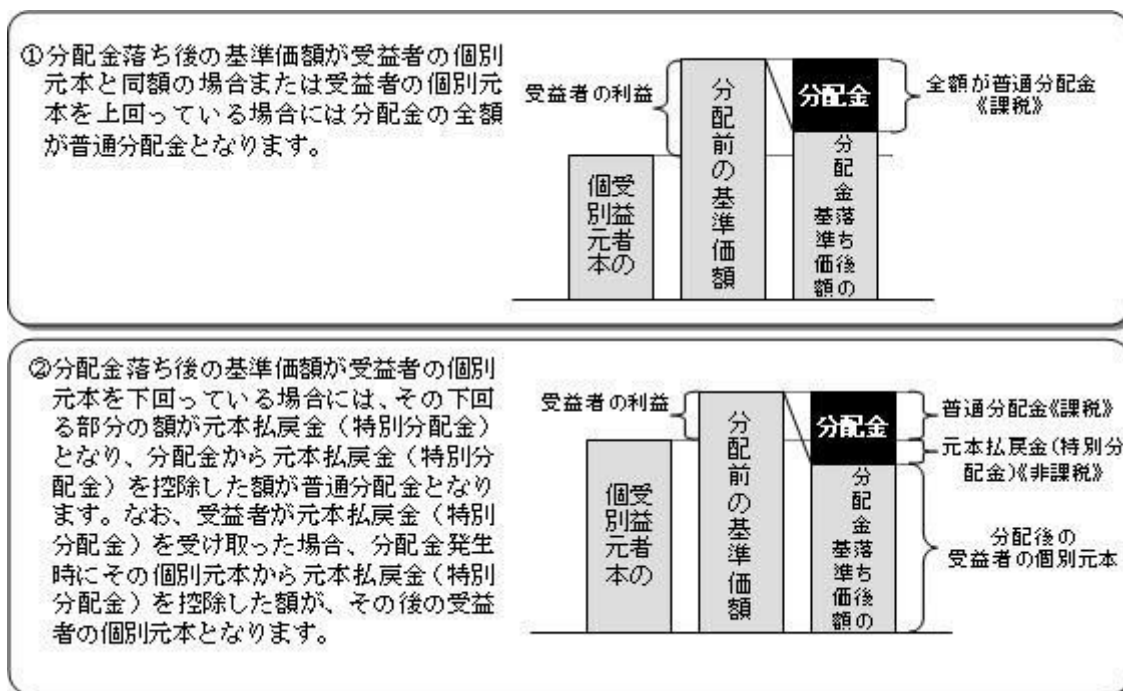 ①分配金落ち後の基準価額が受益者の個別
元本と同額の場合または受益者の個別元
本を上回っている場合には分配金の全額
が普通分配金となります。
受益者の利益
受益者の
個別元本
分配前の基準価額
分配金
分配金落ち後の
基準価額
全額が普通分配金
《課税》
②分配金落ち後の基準価額が受益者の個別
元本を下回っている場合には、その下回
る部分の額が元本払戻金（特別分配金）
となり、分配金から元本払戻金（特別分
配金）を控除した額が普通分配金となり
ます。なお、受益者が元本払戻金（特別
分配金）を受け取った場合、分配金発生
時にその個別元本から元本払戻金（特別
分配金）を控除した額が、その後の受益
者の個別元本となります。
受益者の利益
受益者の
個別元本
分配前の基準価額
分配金
分配金落ち後の
基準価額
普通分配金《課税》
元本払戻金(特別分
配金)《非課税》
分配後の
受益者の個別元本